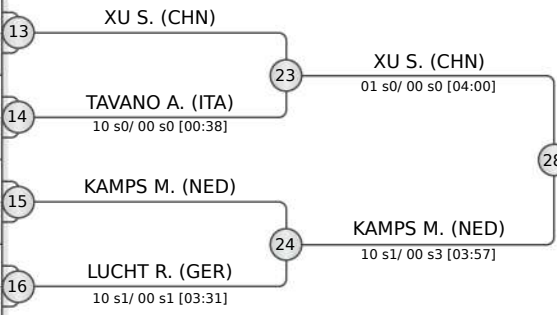 XU S. (CHN)
13
XU S. (CHN)
23
01 s0/ 00 s0 [04:00]
TAVANO A. (ITA)
14
10 s0/ 00 s0 [00:38]
28
KAMPS M. (NED)
15
KAMPS M. (NED)
24
10 s1/ 00 s3 [03:57]
LUCHT R. (GER)
16
10 s1/ 00 s1 [03:31]